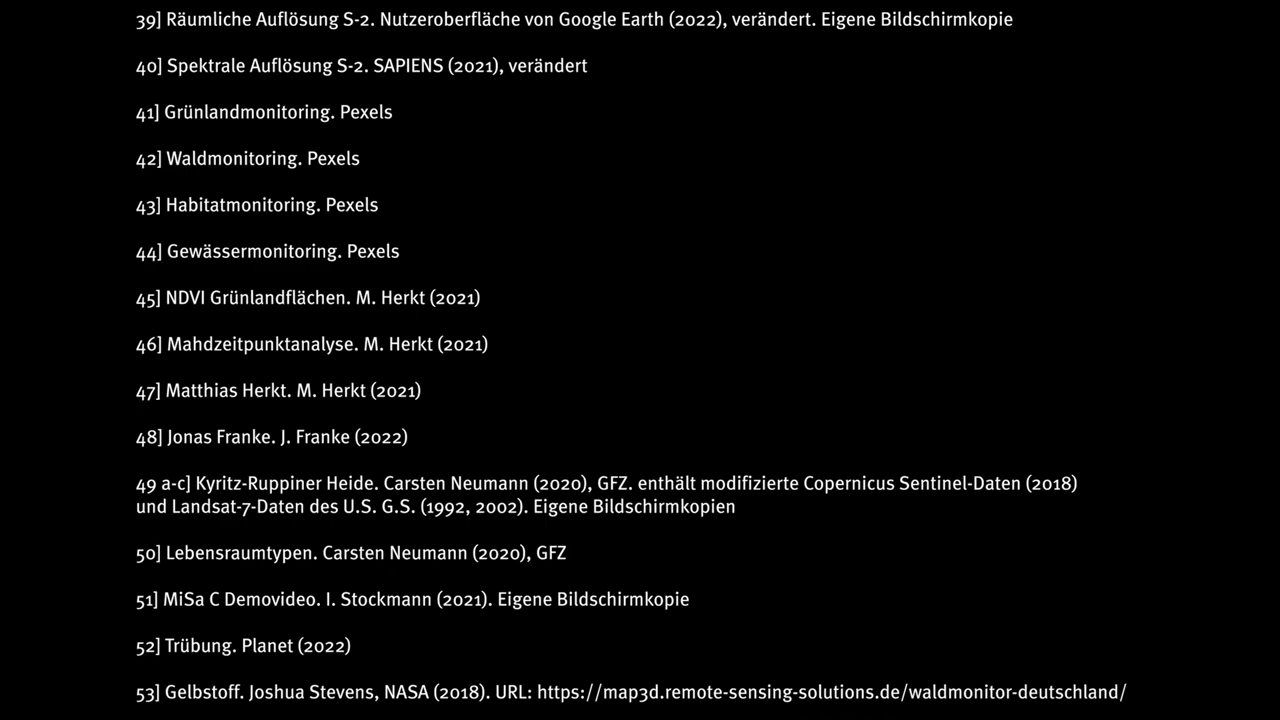 39] Räumliche Auflösung S-2. Nutzeroberfläche von Google Earth (2022), verändert. Eigene Bildschirmkopie
40] Spektrale Auflösung S-2. SAPIENS (2021), verändert
41] Grünlandmonitoring. Pexels
42] Waldmonitoring. Pexels
43] Habitatmonitoring. Pexels
44] Gewässermonitoring. Pexels
45] NDVI Grünlandflächen. M. Herkt (2021)
46] Mahdzeitpunktanalyse. M. Herkt (2021)
47] Matthias Herkt. M. Herkt (2021)
48] Jonas Franke. J. Franke (2022)
49 a-c] Kyritz-Ruppiner Heide. Carsten Neumann (2020), GFZ. enthält modifizierte Copernicus Sentinel-Daten (2018)
und Landsat-7-Daten des U.S. G.S. (1992, 2002). Eigene Bildschirmkopien
50] Lebensraumtypen. Carsten Neumann (2020), GFZ
51] MiSa C Demovideo. I. Stockmann (2021). Eigene Bildschirmkopie
52] Trübung. Planet (2022)
53] Gelbstoff. Joshua Stevens, NASA (2018). URL: https://map3d.remote-sensing-solutions.de/waldmonitor-deutschland/